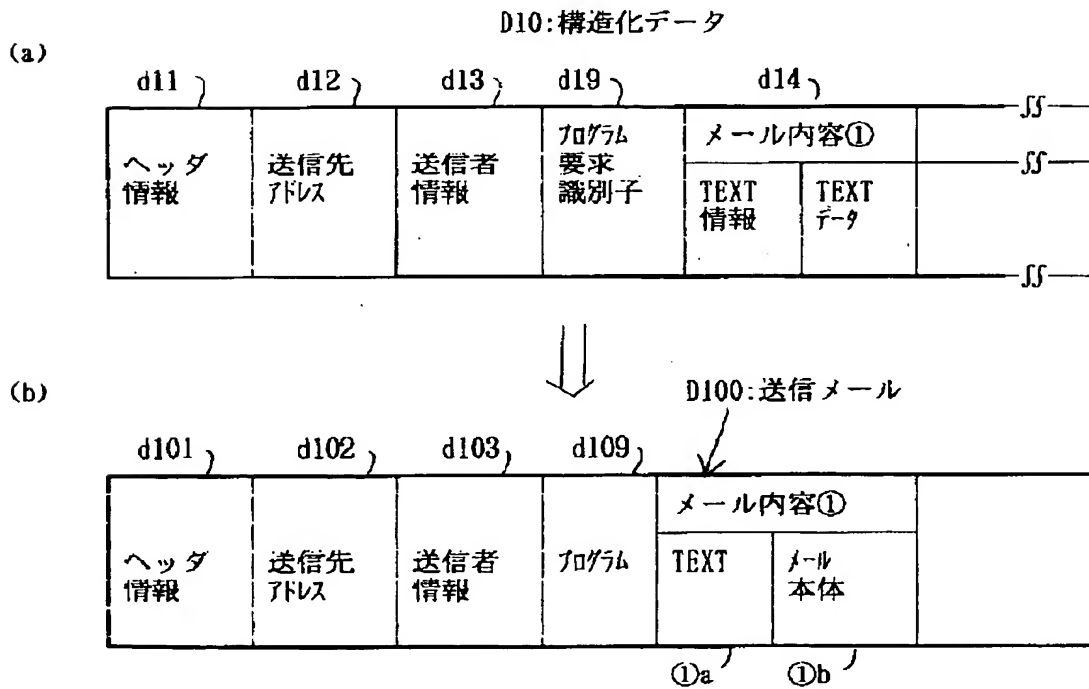 D10:構造化データ
(a)
d11 d12 d13 d19 d14
ヘッダ
情報
送信先
アドレス
送信者
情報
プログラム
要求
識別子
メール内容①
TEXT
情報
TEXT
データ
(b)
D100:送信メール
d101 d102 d103 d109
ヘッダ
情報
送信先
アドレス
送信者
情報
プログラム
メール内容①
TEXT
メール
本体
①a ①b